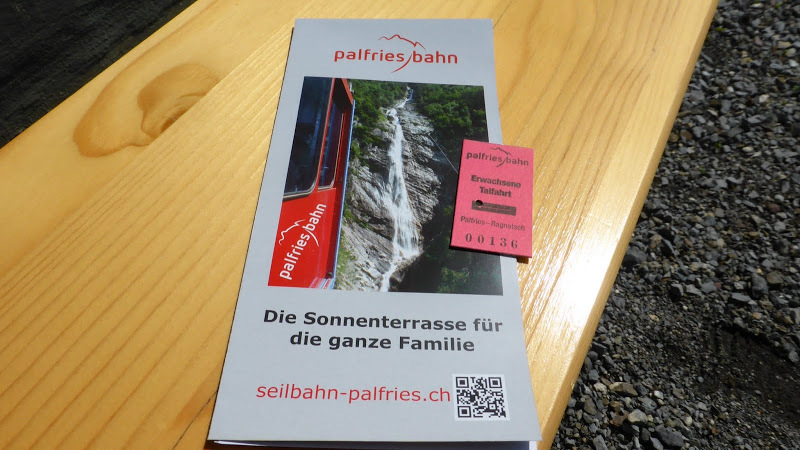 palfries bahn
palfries bahn
Die Sonnenterrasse für
die ganze Familie
seilbahn-palfries.ch
palfries bahn
Erwachsene
Talfahrt
Palfries–Ragnatsch
00136